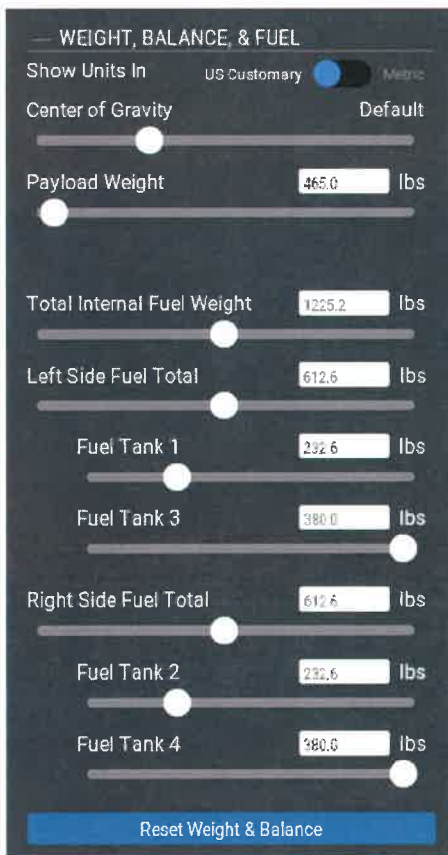 WEIGHT, BALANCE, & FUEL
Show Units In US Customary Metric
Center of Gravity Default
Payload Weight 465.0 lbs
Total Internal Fuel Weight 1225.2 lbs
Left Side Fuel Total 612.6 lbs
Fuel Tank 1 232.6 lbs
Fuel Tank 3 380.0 lbs
Right Side Fuel Total 612.6 lbs
Fuel Tank 2 232.6 lbs
Fuel Tank 4 380.0 lbs
Reset Weight & Balance